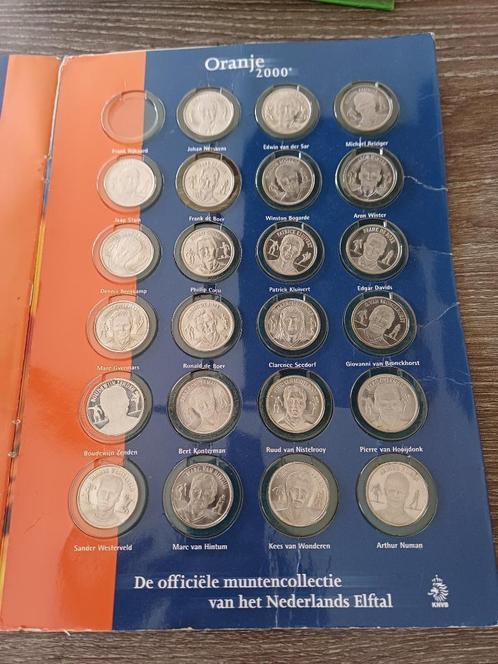 Oranje
2000
Frank Rijkaard
Johan Neeskens
Edwin van der Sar
Michael Reiziger
Jaap Stam
Frank de Boer
Winston Bogarde
Aron Winter
Dennis Bergkamp
Phillip Cocu
Patrick Kluivert
Edgar Davids
Marc Overmars
Ronald de Boer
Clarence Seedorf
Giovanni van Bronckhorst
Boudewijn Zenden
Bert Konterman
Ruud van Nistelrooy
Pierre van Hooijdonk
Sander Westerveld
Marc van Hintum
Kees van Wonderen
Arthur Numan
De officiële muntencollectie
van het Nederlands Elftal
KNVB